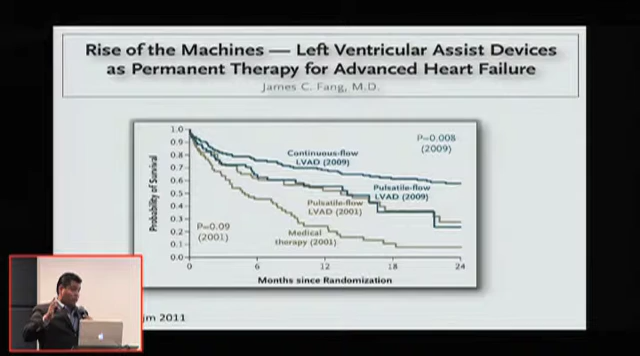 Rise of the Machines — Left Ventricular Assist Devices
as Permanent Therapy for Advanced Heart Failure
James C. Fang, M.D.
Probability of Survival
1.0
0.9
0.8
0.7
0.6
0.5
0.4
0.3
0.2
0.1
0.0
P=0.008
(2009)
Continuous-flow
LVAD (2009)
Pulsatile-flow
LVAD (2009)
Pulsatile-flow
LVAD (2001)
P=0.09
(2001)
Medical
therapy (2001)
0
6
12
18
24
Months since Randomization
jm 2011